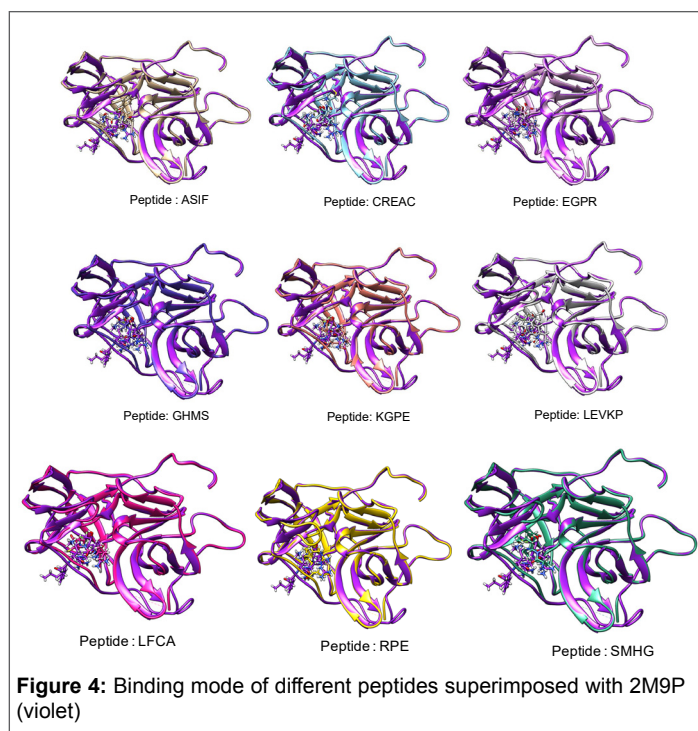 Peptide : ASIF
Peptide: CREAC
Peptide: EGPR
Peptide: GHMS
Peptide: KGPE
Peptide: LEVKP
Peptide : LFCA
Peptide : RPE
Peptide : SMHG
Figure 4: Binding mode of different peptides superimposed with 2M9P
(violet)